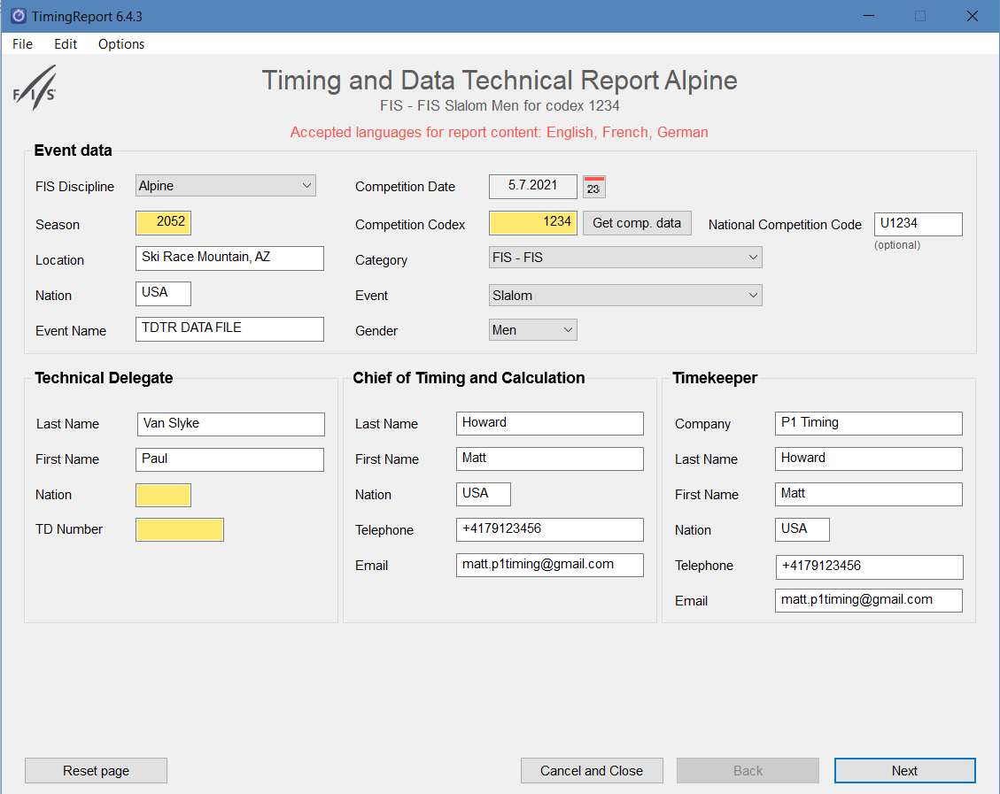 TimingReport 6.4.3
File Edit Options
FIS
Timing and Data Technical Report Alpine
FIS - FIS Slalom Men for codex 1234
Accepted languages for report content: English, French, German
Event data
FIS Discipline Alpine Competition Date 5.7.2021 23
Season 2052 Competition Codex 1234 Get comp. data National Competition Code U1234
(optional)
Location Ski Race Mountain, AZ Category FIS - FIS
Nation USA Event Slalom
Event Name TDTR DATA FILE Gender Men
Technical Delegate
Last Name Van Slyke
First Name Paul
Nation
TD Number
Chief of Timing and Calculation
Last Name Howard
First Name Matt
Nation USA
Telephone +4179123456
Email matt.p1timing@gmail.com
Timekeeper
Company P1 Timing
Last Name Howard
First Name Matt
Nation USA
Telephone +4179123456
Email matt.p1timing@gmail.com
Reset page Cancel and Close Back Next